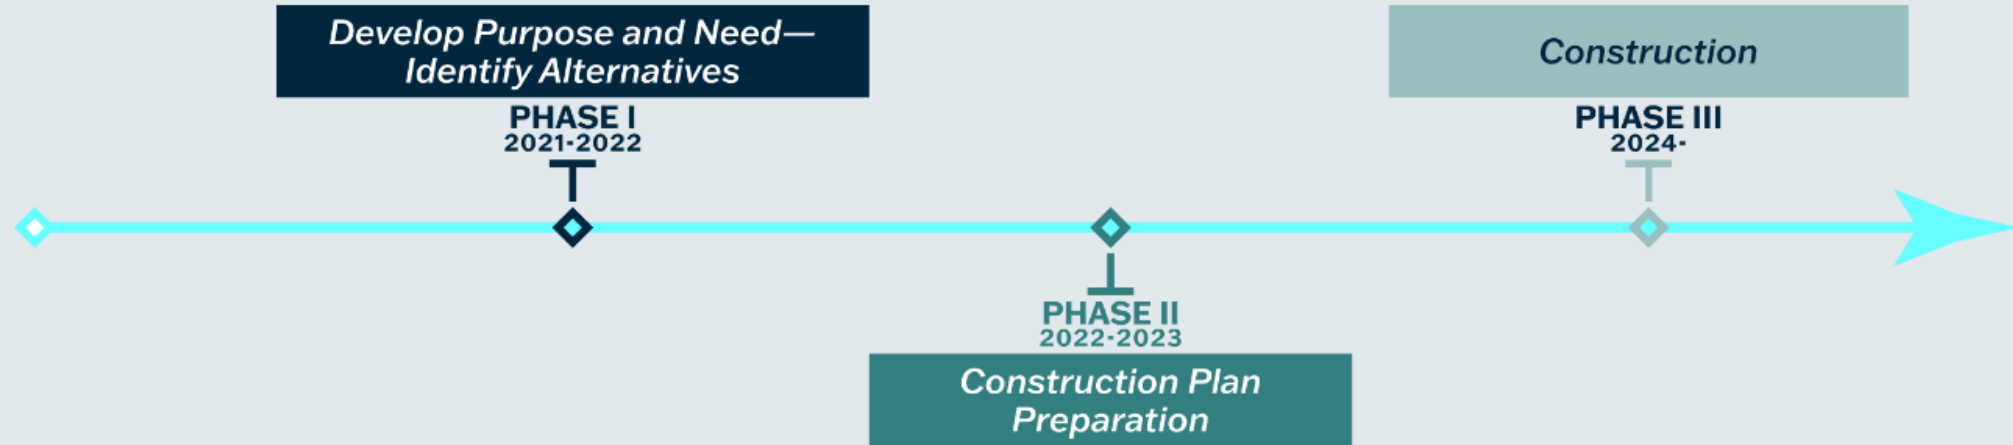 Develop Purpose and Need—
Identify Alternatives
PHASE I
2021-2022
Construction
PHASE III
2024-
PHASE II
2022-2023
Construction Plan
Preparation